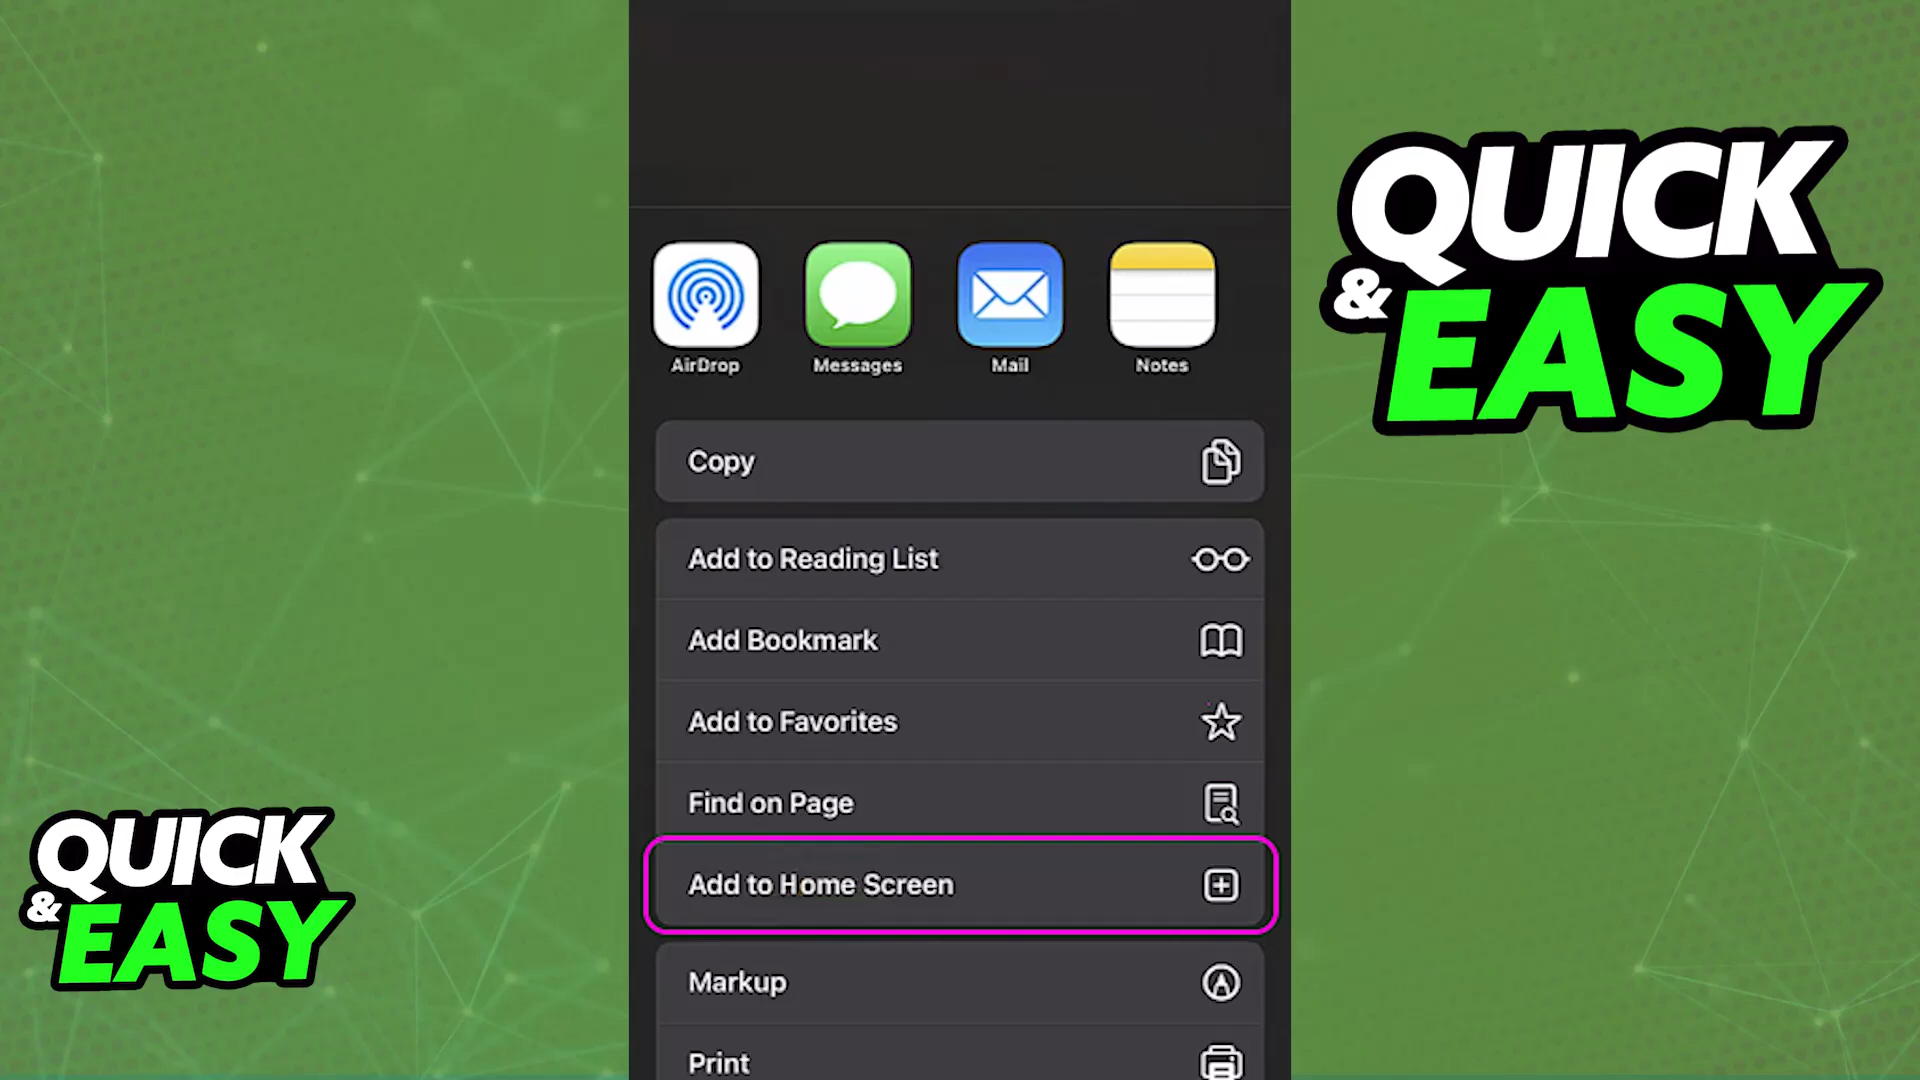 AirDrop
Messages
Mail
Notes
Copy
Add to Reading List
Add Bookmark
Add to Favorites
Find on Page
Add to Home Screen
Markup
Print
QUICK
& EASY
QUICK
& EASY